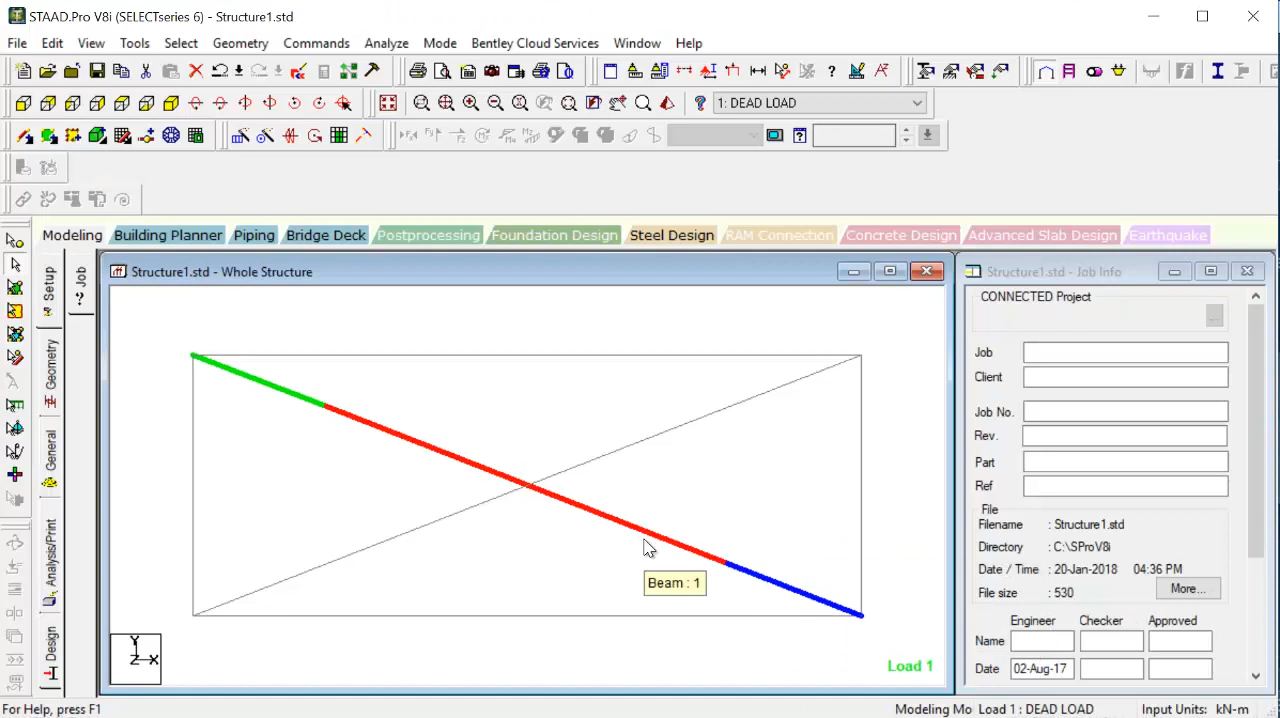 STAAD.Pro V8i (SELECTseries 6) - Structure1.std
File Edit View Tools Select Geometry Commands Analyze Mode Bentley Cloud Services Window Help
1: DEAD LOAD
Modeling Building Planner Piping Bridge Deck Postprocessing Foundation Design Steel Design RAM Connection Concrete Design Advanced Slab Design Earthquake
Setup
Geometry
General
Analysis/Print
Design
Job
Structure1.std - Whole Structure
Beam : 1
Y
Z X
Load 1
Structure1.std - Job Info
CONNECTED Project
...
Job
Client
Job No.
Rev.
Part
Ref
File
Filename : Structure1.std
Directory : C:\SProV8i
Date / Time : 20-Jan-2018 04:36 PM
File size : 530
More...
Engineer Checker Approved
Name
Date 02-Aug-17
For Help, press F1
Modeling Mo Load 1 : DEAD LOAD Input Units: kN-m